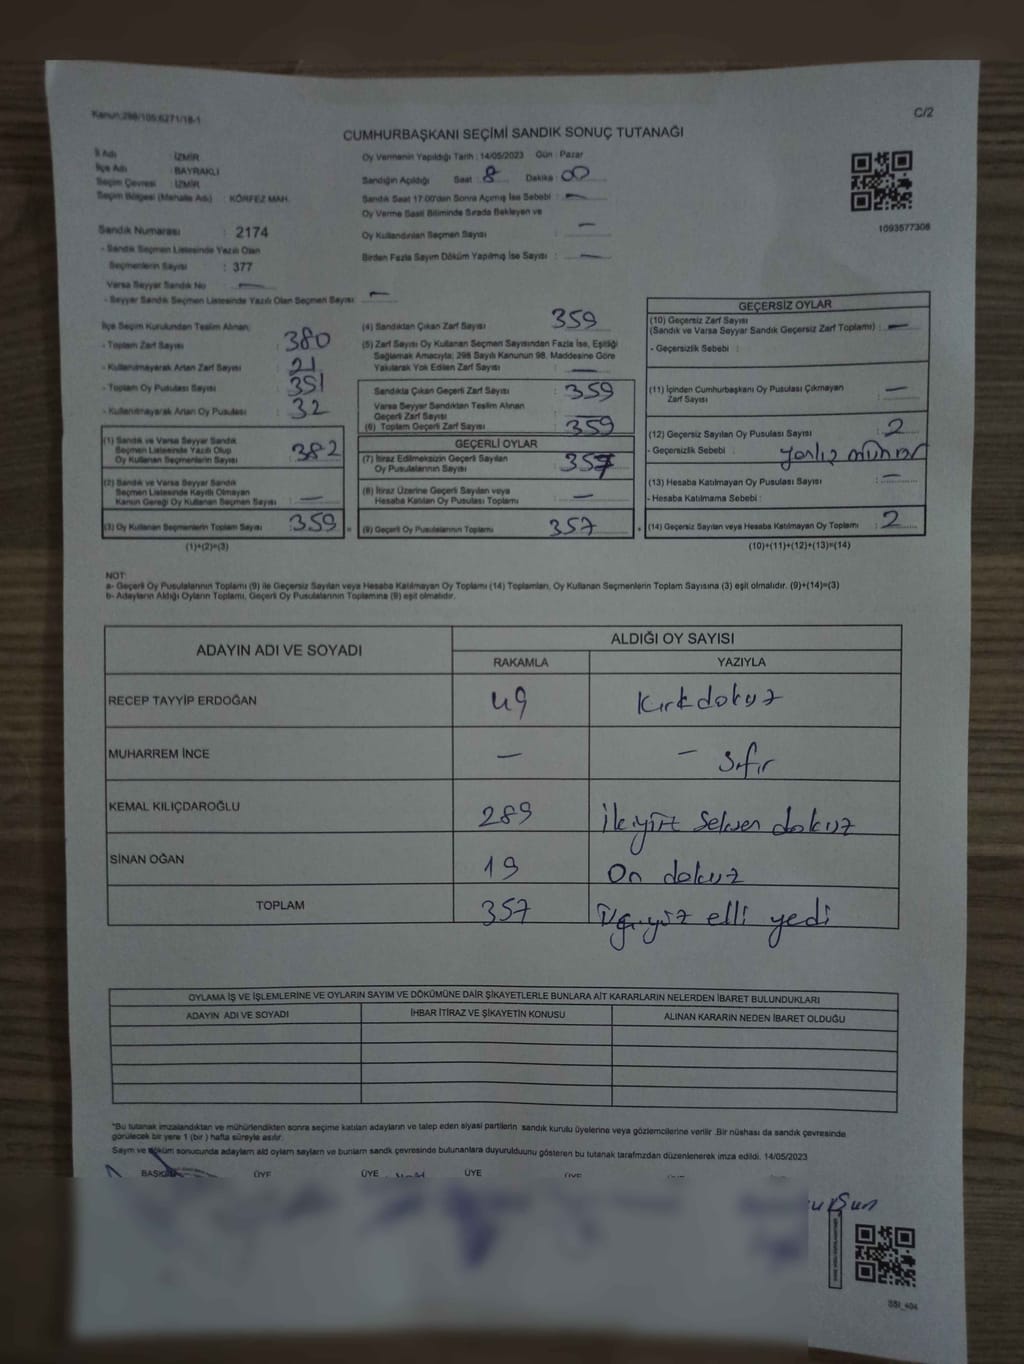 Kanun:298/105:6271/18-1
C/2
CUMHURBAŞKANI SEÇİMİ SANDIK SONUÇ TUTANAĞI
İl Adı : İZMİR
İlçe Adı : BAYRAKLI
Seçim Çevresi : İZMİR
Seçim Bölgesi (Mahalle Adı) : KÖRFEZ MAH.
Sandık Numarası : 2174
- Sandık Seçmen Listesinde Yazılı Olan
Seçmenlerin Sayısı : 377
Varsa Seyyar Sandık No —
- Seyyar Sandık Seçmen Listesinde Yazılı Olan Seçmen Sayısı —
Oy Vermenin Yapıldığı Tarih : 14/05/2023 Gün : Pazar
Sandığın Açıldığı Saat 8 Dakika : 00
Sandık Saat 17.00'den Sonra Açılmış İse Sebebi : —
Oy Verme Saati Bitiminde Sırada Bekleyen ve
Oy Kullandırılan Seçmen Sayısı : —
Birden Fazla Sayım Döküm Yapılmış İse Sayısı : —
1093577308
İlçe Seçim Kurulundan Teslim Alınan;
- Toplam Zarf Sayısı : 380
- Kullanılmayarak Artan Zarf Sayısı : 21
- Toplam Oy Pusulası Sayısı : 351
- Kullanılmayarak Artan Oy Pusulası : 32
(1) Sandık ve Varsa Seyyar Sandık
Seçmen Listesinde Yazılı Olup
Oy Kullanan Seçmenlerin Sayısı : 382
(2) Sandık ve Varsa Seyyar Sandık
Seçmen Listesinde Kayıtlı Olmayan
Kanun Gereği Oy Kullanan Seçmen Sayısı : —
(3) Oy Kullanan Seçmenlerin Toplam Sayısı : 359
(1)+(2)=(3)
(4) Sandıktan Çıkan Zarf Sayısı : 359
(5) Zarf Sayısı Oy Kullanan Seçmen Sayısından Fazla İse, Eşitliği
Sağlamak Amacıyla; 298 Sayılı Kanunun 98. Maddesine Göre
Yakılarak Yok Edilen Zarf Sayısı : —
Sandıkta Çıkan Geçerli Zarf Sayısı : 359
Varsa Seyyar Sandıktan Teslim Alınan
Geçerli Zarf Sayısı
(6) Toplam Geçerli Zarf Sayısı : 359
GEÇERLİ OYLAR
(7) İtiraz Edilmeksizin Geçerli Sayılan
Oy Pusulalarının Sayısı : 357
(8) İtiraz Üzerine Geçerli Sayılan veya
Hesaba Katılan Oy Pusulası Toplamı : —
(9) Geçerli Oy Pusulalarının Toplamı : 357
GEÇERSİZ OYLAR
(10) Geçersiz Zarf Sayısı
(Sandık ve Varsa Seyyar Sandık Geçersiz Zarf Toplamı) : —
- Geçersizlik Sebebi :
(11) İçinden Cumhurbaşkanı Oy Pusulası Çıkmayan
Zarf Sayısı : —
(12) Geçersiz Sayılan Oy Pusulası Sayısı : 2
- Geçersizlik Sebebi : yanlış mühür
(13) Hesaba Katılmayan Oy Pusulası Sayısı : —
- Hesaba Katılmama Sebebi :
(14) Geçersiz Sayılan veya Hesaba Katılmayan Oy Toplamı : 2
(10)+(11)+(12)+(13)=(14)
NOT:
a- Geçerli Oy Pusulalarının Toplamı (9) ile Geçersiz Sayılan veya Hesaba Katılmayan Oy Toplamı (14) Toplamları, Oy Kullanan Seçmenlerin Toplam Sayısına (3) eşit olmalıdır. (9)+(14)=(3)
b- Adayların Aldığı Oyların Toplamı, Geçerli Oy Pusulalarının Toplamına (9) eşit olmalıdır.
ADAYIN ADI VE SOYADI
ALDIĞI OY SAYISI
RAKAMLA YAZIYLA
RECEP TAYYİP ERDOĞAN 49 Kırkdokuz
MUHARREM İNCE — — Sıfır
KEMAL KILIÇDAROĞLU 289 İkiyüz Seksen dokuz
SİNAN OĞAN 19 On dokuz
TOPLAM 357 Üçyüz elli yedi
OYLAMA İŞ VE İŞLEMLERİNE VE OYLARIN SAYIM VE DÖKÜMÜNE DAİR ŞİKAYETLERLE BUNLARA AİT KARARLARIN NELERDEN İBARET BULUNDUKLARI
ADAYIN ADI VE SOYADI İHBAR İTİRAZ VE ŞİKAYETİN KONUSU ALINAN KARARIN NEDEN İBARET OLDUĞU
"Bu tutanak imzalandıktan ve mühürlendikten sonra seçime katılan adayların ve talep eden siyasi partilerin sandık kurulu üyelerine veya gözlemcilerine verilir. Bir nüshası da sandık çevresinde
görülecek bir yere 1 (bir) hafta süreyle asılır.
Sayım ve döküm sonucunda adayların ald oyların sayları ve bunların sandık çevresinde bulunanlara duyurulduunu gösteren bu tutanak tarafmzdan düzenlenerek imza edildi. 14/05/2023
BAŞKAN ÜYE ÜYE ÜYE ÜYE
SSI_404